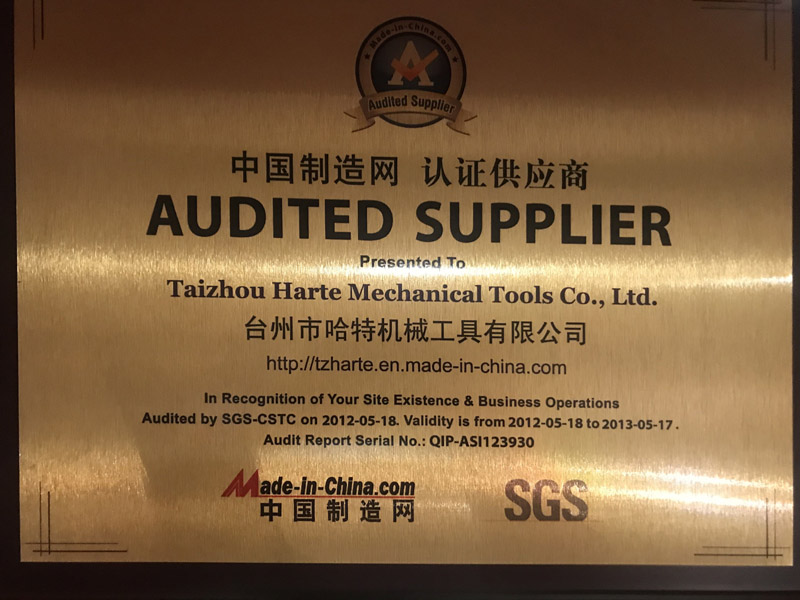 Made-in-China.com
A
Audited Supplier
中国制造网 认证供应商
AUDITED SUPPLIER
Presented To
Taizhou Harte Mechanical Tools Co., Ltd.
台州市哈特机械工具有限公司
http://tzharte.en.made-in-china.com
In Recognition of Your Site Existence & Business Operations
Audited by SGS-CSTC on 2012-05-18. Validity is from 2012-05-18 to 2013-05-17.
Audit Report Serial No.: QIP-ASI123930
Made-in-China.com
中国制造网
SGS